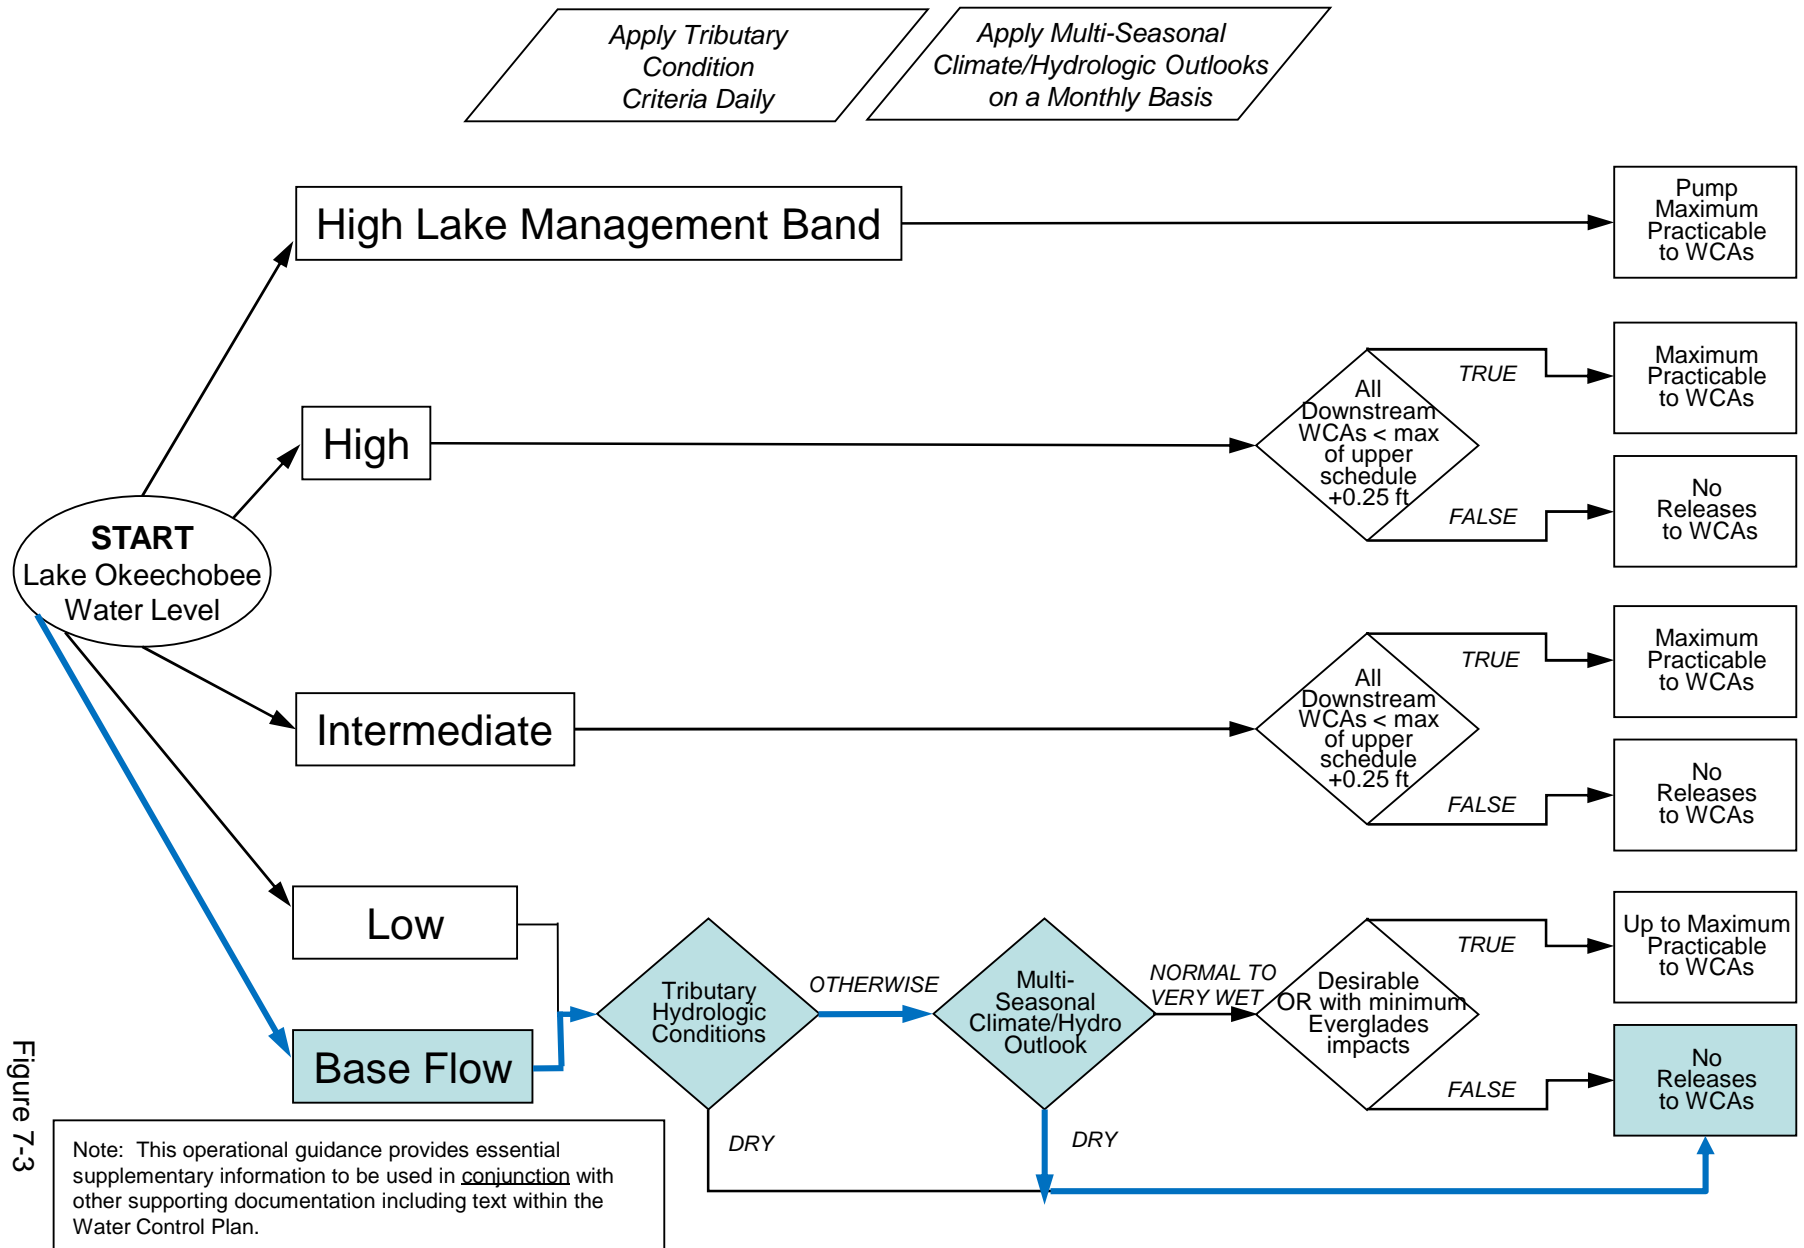 Apply Tributary
Condition
Criteria Daily
Apply Multi-Seasonal
Climate/Hydrologic Outlooks
on a Monthly Basis
High Lake Management Band
Pump
Maximum
Practicable
to WCAs
High
All
Downstream
WCAs < max
of upper
schedule
+0.25 ft
TRUE
Maximum
Practicable
to WCAs
FALSE
No
Releases
to WCAs
START
Lake Okeechobee
Water Level
Intermediate
All
Downstream
WCAs < max
of upper
schedule
+0.25 ft
TRUE
Maximum
Practicable
to WCAs
FALSE
No
Releases
to WCAs
Low
Base Flow
Tributary
Hydrologic
Conditions
OTHERWISE
DRY
Multi-
Seasonal
Climate/Hydro
Outlook
NORMAL TO
VERY WET
DRY
Desirable
OR with minimum
Everglades
impacts
TRUE
Up to Maximum
Practicable
to WCAs
FALSE
No
Releases
to WCAs
Figure 7-3
Note:  This operational guidance provides essential
supplementary information to be used in conjunction with
other supporting documentation including text within the
Water Control Plan.